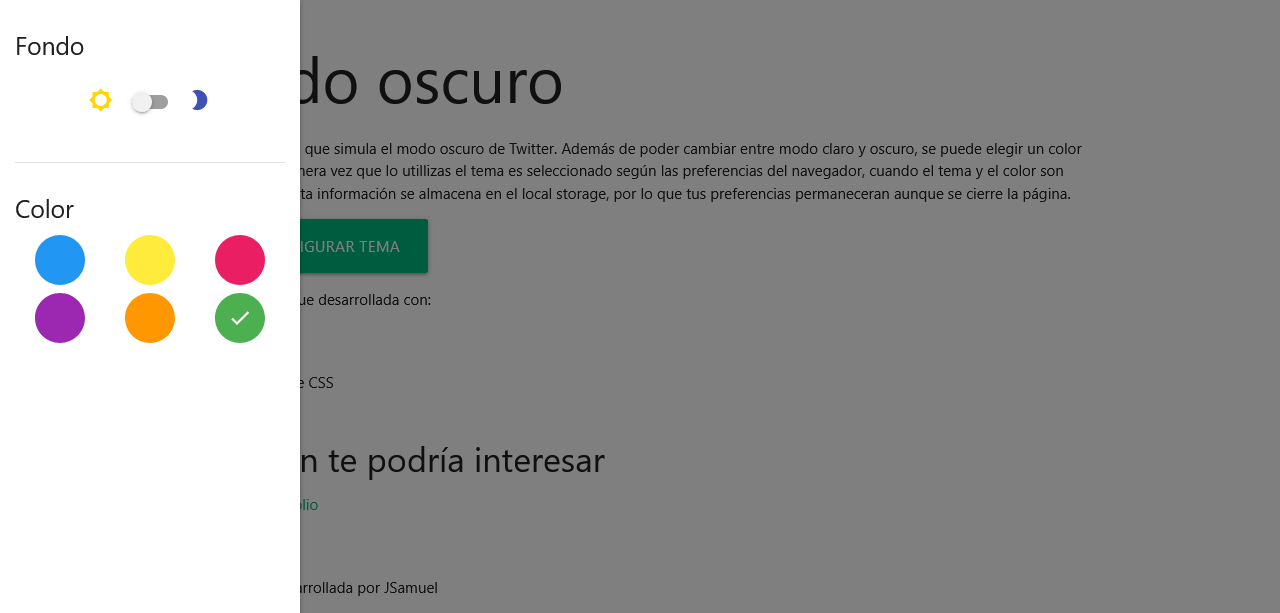 Fondo
Color
do oscuro
que simula el modo oscuro de Twitter. Además de poder cambiar entre modo claro y oscuro, se puede elegir un color
vez que lo utillizas el tema es seleccionado según las preferencias del navegador, cuando el tema y el color son
ta información se almacena en el local storage, por lo que tus preferencias permaneceran aunque se cierre la página.
IGURAR TEMA
ue desarrollada con:
e CSS
n te podría interesar
olio
rrollada por JSamuel